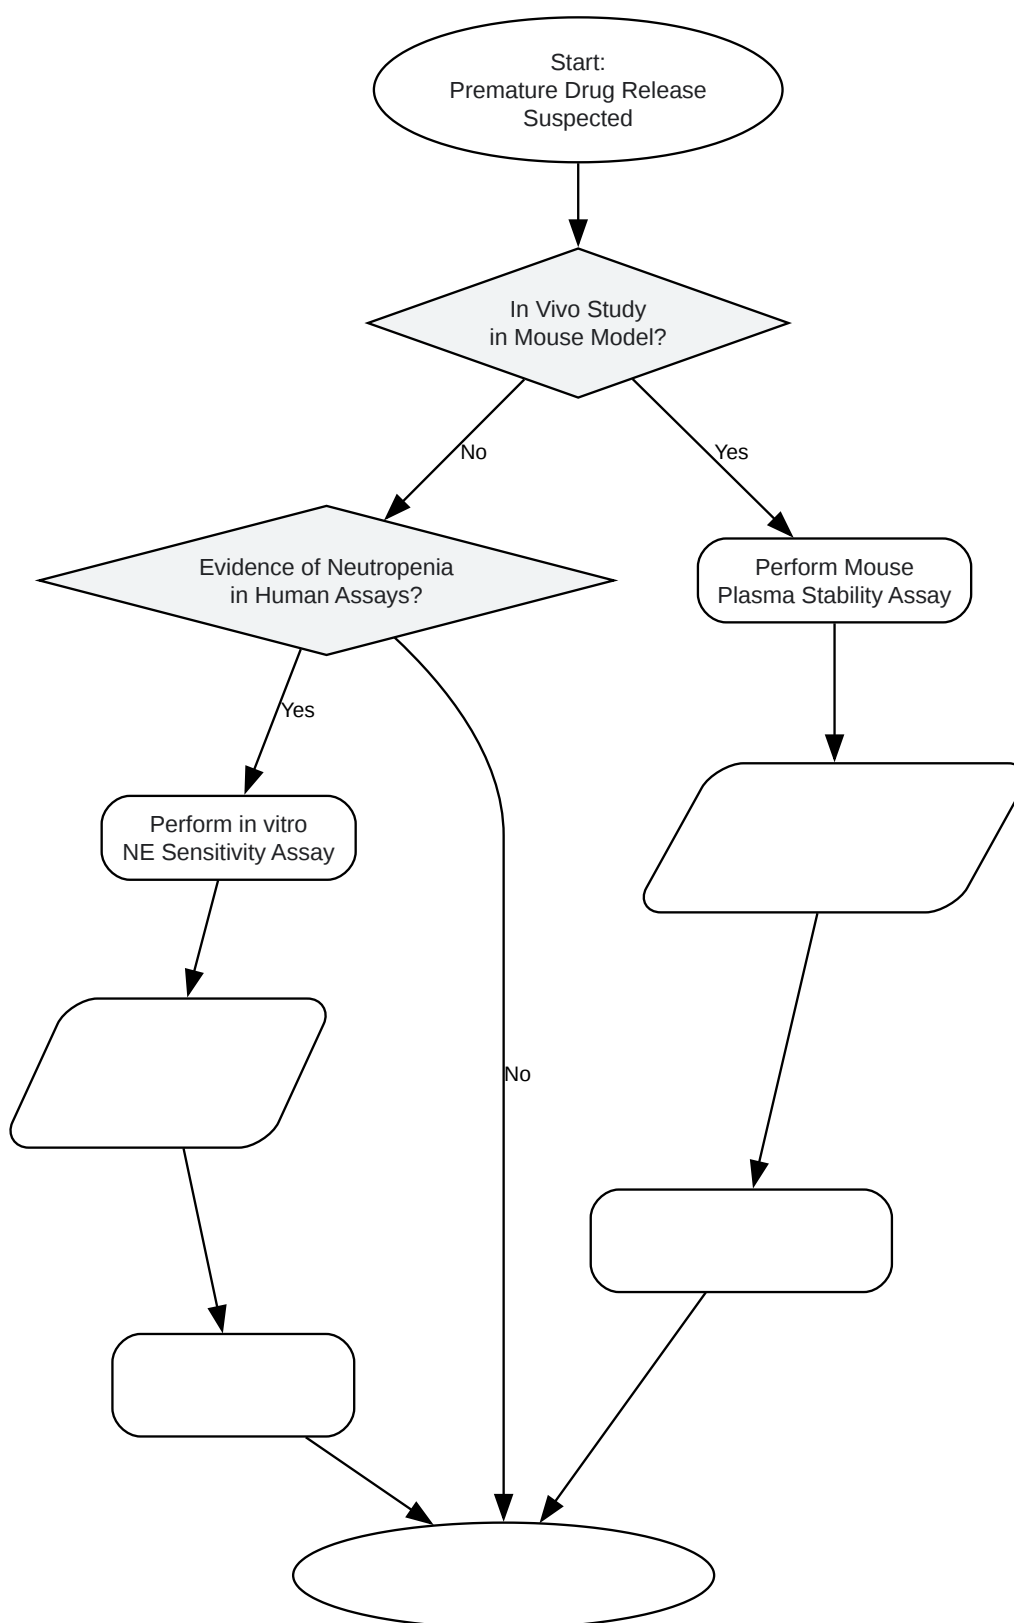 Start:
Premature Drug Release
Suspected
In Vivo Study
in Mouse Model?
No
Yes
Evidence of Neutropenia
in Human Assays?
Perform Mouse
Plasma Stability Assay
Yes
Perform in vitro
NE Sensitivity Assay
No